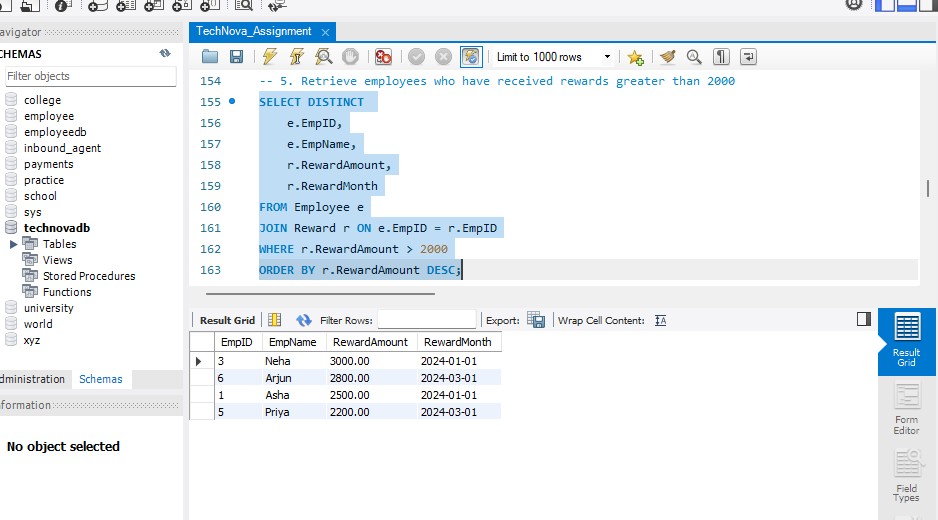 TechNova_Assignment
avigator
CHEMAS
Filter objects
college
employee
employeedb
inbound_agent
payments
practice
school
sys
technovadb
Tables
Views
Stored Procedures
Functions
university
world
xyz
dministration Schemas
nformation
No object selected
Limit to 1000 rows
154 -- 5. Retrieve employees who have received rewards greater than 2000
155 SELECT DISTINCT
156 e.EmpID,
157 e.EmpName,
158 r.RewardAmount,
159 r.RewardMonth
160 FROM Employee e
161 JOIN Reward r ON e.EmpID = r.EmpID
162 WHERE r.RewardAmount > 2000
163 ORDER BY r.RewardAmount DESC;
Result Grid Filter Rows: Export: Wrap Cell Content:
EmpID EmpName RewardAmount RewardMonth
3 Neha 3000.00 2024-01-01
6 Arjun 2800.00 2024-03-01
1 Asha 2500.00 2024-01-01
5 Priya 2200.00 2024-03-01
Result
Grid
Form
Editor
Field
Types